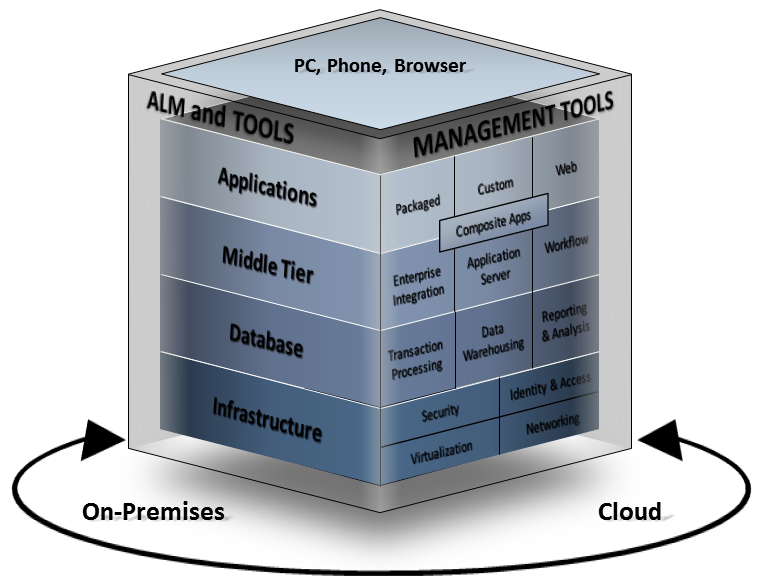 PC, Phone, Browser
ALM and TOOLS
MANAGEMENT TOOLS
Applications
Packaged
Custom
Web
Composite Apps
Middle Tier
Enterprise
Integration
Application
Server
Workflow
Database
Transaction
Processing
Data
Warehousing
Reporting
& Analysis
Infrastructure
Security
Identity & Access
Virtualization
Networking
On-Premises
Cloud